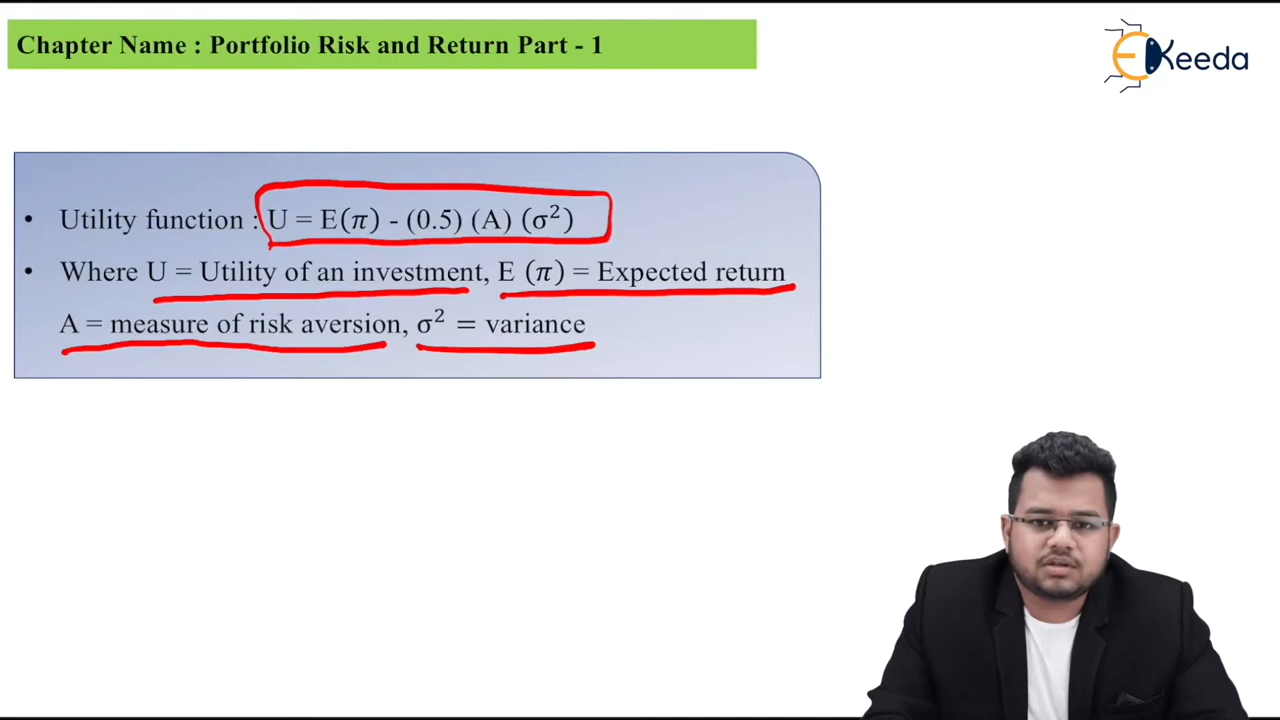 Chapter Name : Portfolio Risk and Return Part - 1
EKeeda
• Utility function : U = E(𝜋) - (0.5) (A) (σ²)
• Where U = Utility of an investment, E (𝜋) = Expected return
A = measure of risk aversion, σ² = variance